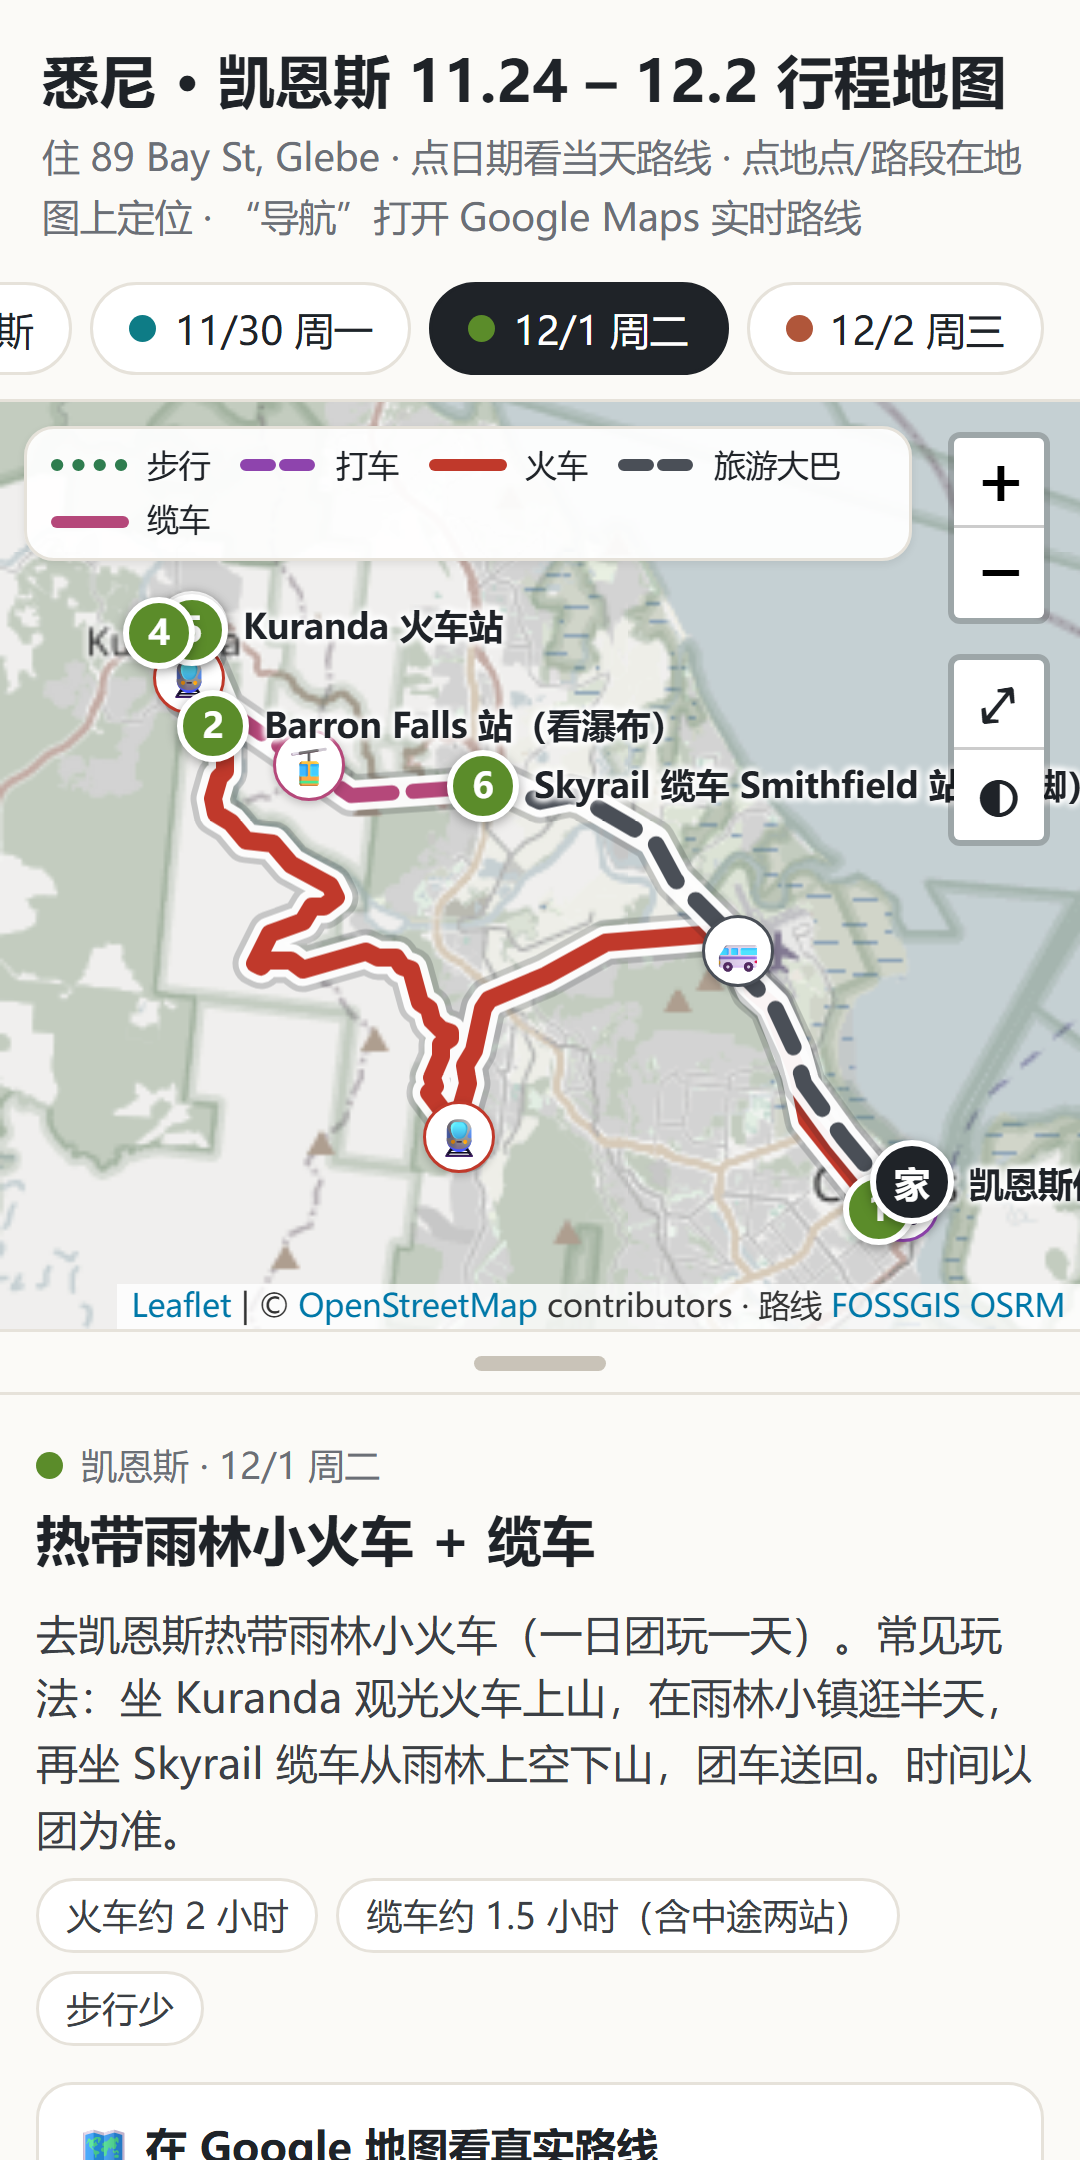 悉尼 · 凯恩斯 11.24 – 12.2 行程地图
住 89 Bay St, Glebe · 点日期看当天路线 · 点地点/路段在地
图上定位 · “导航”打开 Google Maps 实时路线
斯
11/30 周一
12/1 周二
12/2 周三
步行
打车
火车
旅游大巴
缆车
+
−
4
5
Kuranda 火车站
2
Barron Falls 站（看瀑布）
6
Skyrail 缆车 Smithfield 站
脚）
家
凯恩斯
1
Leaflet | © OpenStreetMap contributors · 路线 FOSSGIS OSRM
凯恩斯 · 12/1 周二
热带雨林小火车 + 缆车
去凯恩斯热带雨林小火车（一日团玩一天）。常见玩
法：坐 Kuranda 观光火车上山，在雨林小镇逛半天，
再坐 Skyrail 缆车从雨林上空下山，团车送回。时间以
团为准。
火车约 2 小时
缆车约 1.5 小时（含中途两站）
步行少
在 Google 地图看真实路线